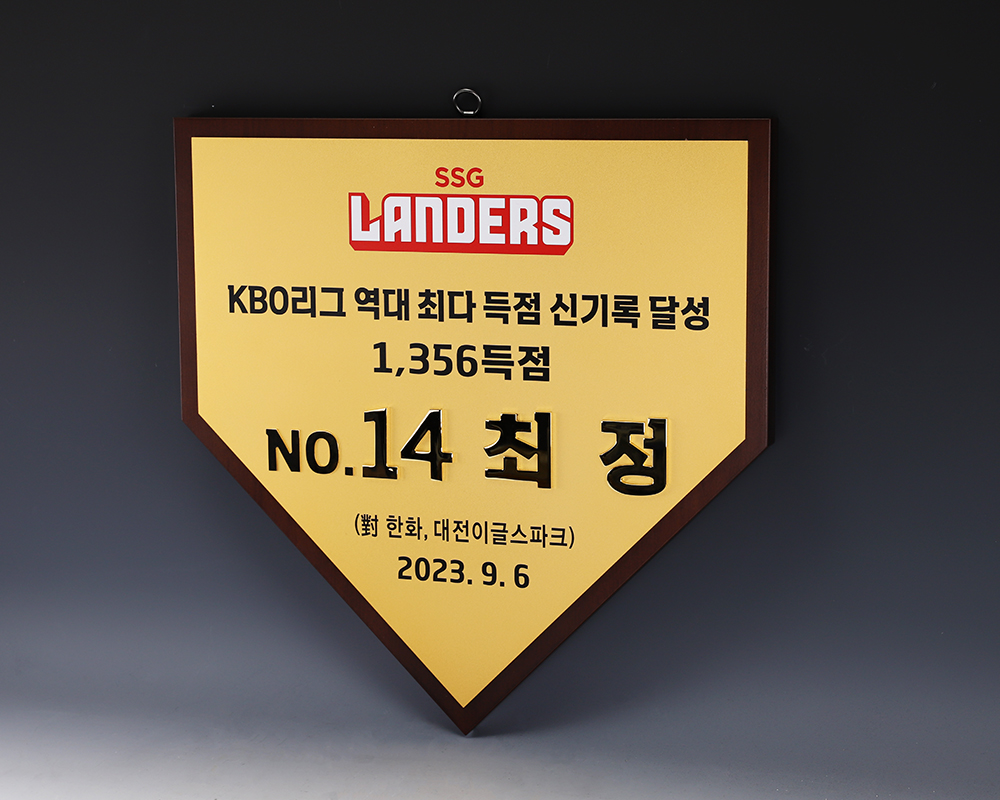 SSG
LANDERS
KBO리그 역대 최다 득점 신기록 달성
1,356득점
NO.14 최 정
(對 한화, 대전이글스파크)
2023. 9. 6